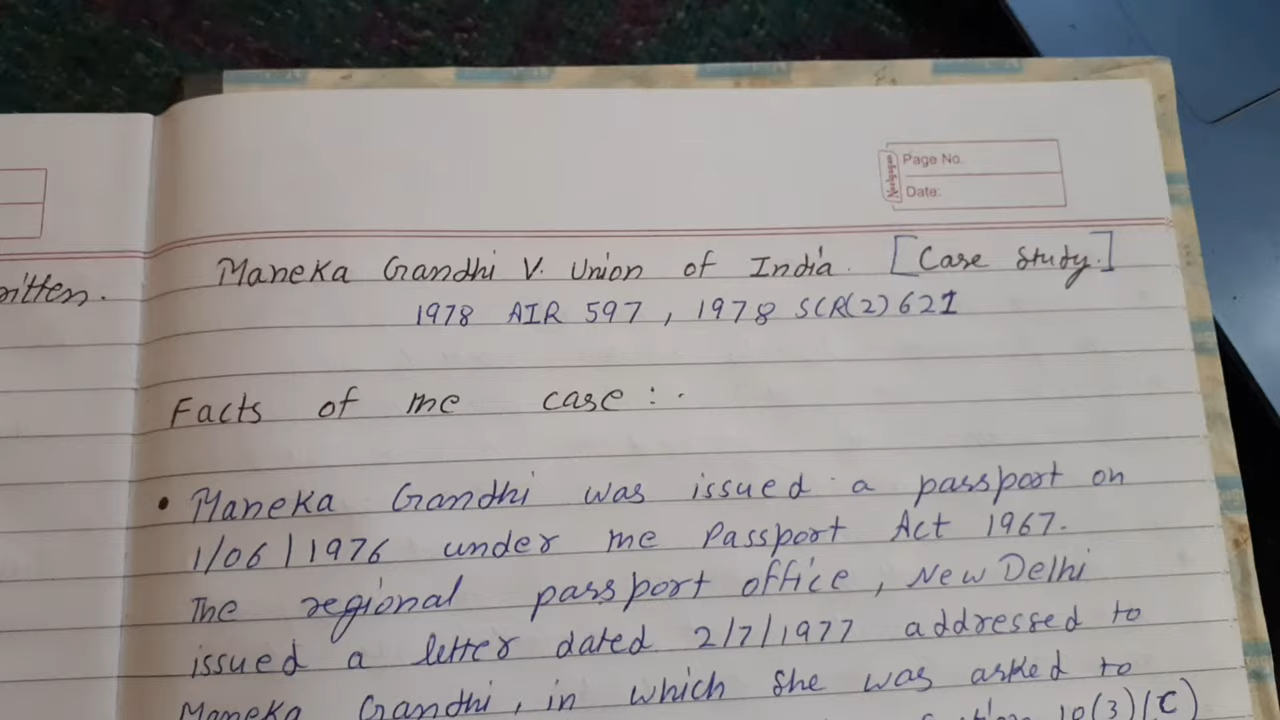 Page No.
Date:
Neelgagan
ritten.
Maneka Gandhi V. Union of India. [Case Study.]
1978 AIR 597, 1978 SCR(2) 621
Facts of the case :.
• Maneka Gandhi was issued a passport on
1/06/1976 under the Passport Act 1967.
The regional passport office, New Delhi
issued a letter dated 2/7/1977 addressed to
Maneka Gandhi, in which she was asked to
10(3)(c)